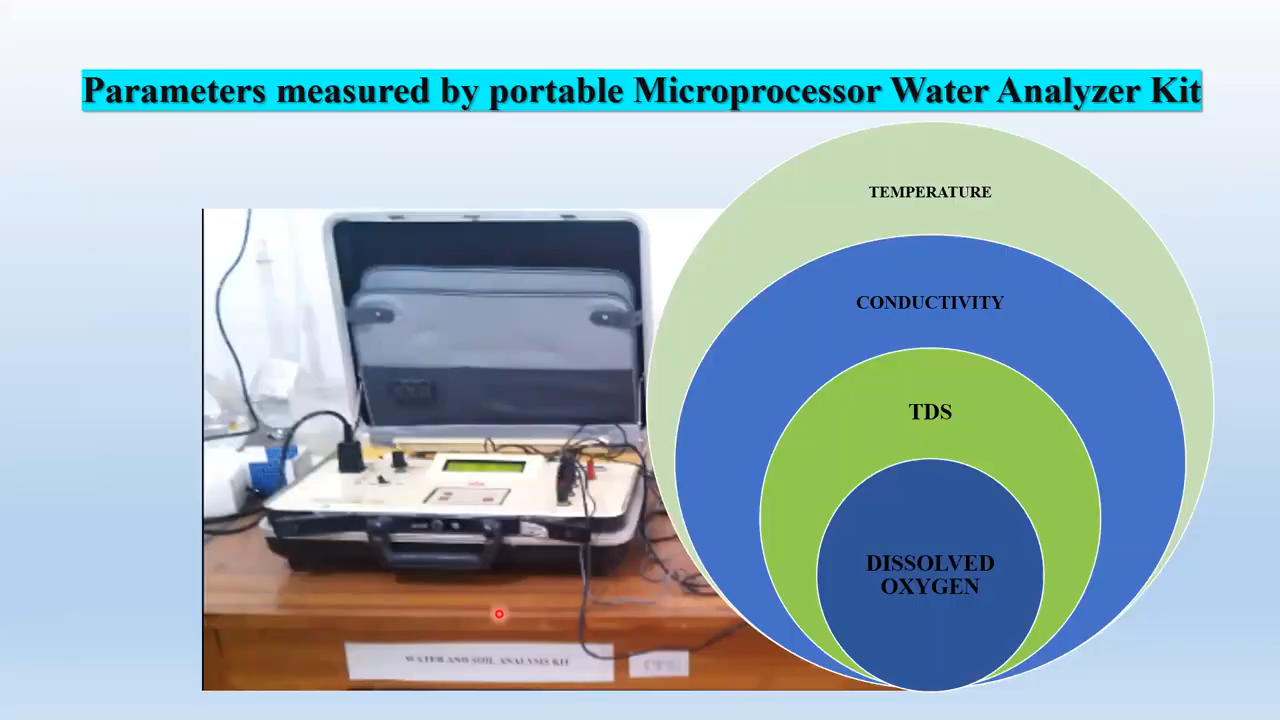 Parameters measured by portable Microprocessor Water Analyzer Kit
TEMPERATURE
CONDUCTIVITY
TDS
DISSOLVED
OXYGEN
WATER AND SOIL ANALYSIS KIT